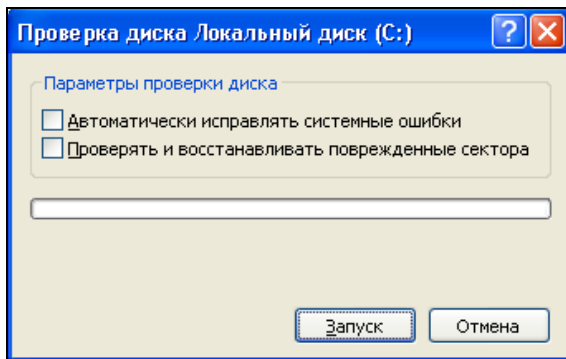 Проверка диска Локальный диск (C:)
Параметры проверки диска
Автоматически исправлять системные ошибки
Проверять и восстанавливать поврежденные сектора
Запуск
Отмена